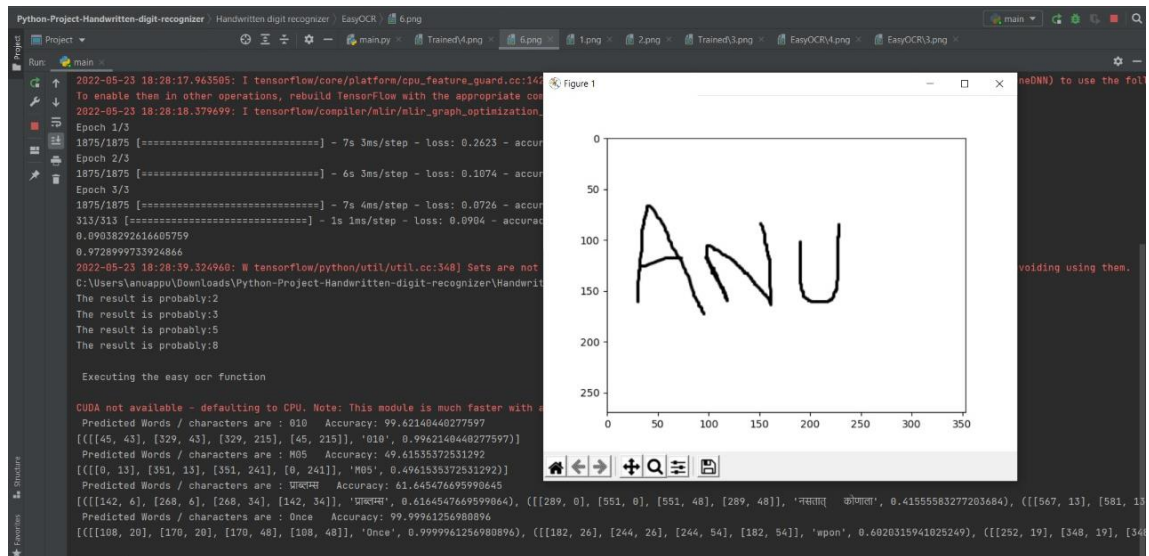 Python-Project-Handwritten-digit-recognizer 〉 Handwritten digit recognizer 〉 EasyOCR 〉 6.png
main
Project
main.py × Trained\4.png × 6.png × 1.png × 2.png × Trained\3.png × EasyOCR\4.png × EasyOCR\3.png ×
Run: main ×
2022-05-23 18:28:17.963505: I tensorflow/core/platform/cpu_feature_guard.cc:142
neDNN) to use the foll
To enable them in other operations, rebuild TensorFlow with the appropriate com
2022-05-23 18:28:18.379699: I tensorflow/compiler/mlir/mlir_graph_optimization_
Epoch 1/3
1875/1875 [==============================] - 7s 3ms/step - loss: 0.2623 - accur
Epoch 2/3
1875/1875 [==============================] - 6s 3ms/step - loss: 0.1074 - accur
Epoch 3/3
1875/1875 [==============================] - 7s 4ms/step - loss: 0.0726 - accur
313/313 [==============================] - 1s 1ms/step - loss: 0.0904 - accurac
0.09038292616605759
0.9728999733924866
2022-05-23 18:28:39.324960: W tensorflow/python/util/util.cc:348] Sets are not
voiding using them.
C:\Users\anuappu\Downloads\Python-Project-Handwritten-digit-recognizer\Handwrit
The result is probably:2
The result is probably:3
The result is probably:5
The result is probably:8
Executing the easy ocr function
CUDA not available - defaulting to CPU. Note: This module is much faster with a
Predicted Words / characters are : 010 Accuracy: 99.62140440277597
[([[45, 43], [329, 43], [329, 215], [45, 215]], '010', 0.9962140440277597)]
Predicted Words / characters are : M05 Accuracy: 49.61535372531292
[([[0, 13], [351, 13], [351, 241], [0, 241]], 'M05', 0.4961535372531292)]
Predicted Words / characters are : प्राब्लम्स Accuracy: 61.645476695990645
[([[142, 6], [268, 6], [268, 34], [142, 34]], 'प्राब्लम्स', 0.6164547669599064), ([[289, 0], [551, 0], [551, 48], [289, 48]], 'नसतात् कोणाला', 0.41555583277203684), ([[567, 13], [581, 13
Predicted Words / characters are : Once Accuracy: 99.99961256980896
[([[108, 20], [170, 20], [170, 48], [108, 48]], 'Once', 0.9999961256980896), ([[182, 26], [244, 26], [244, 54], [182, 54]], 'wpon', 0.6020315941025249), ([[252, 19], [348, 19], [348
Figure 1
0
50
100
150
200
250
ANU
0 50 100 150 200 250 300 350
Project
Structure
Favorites